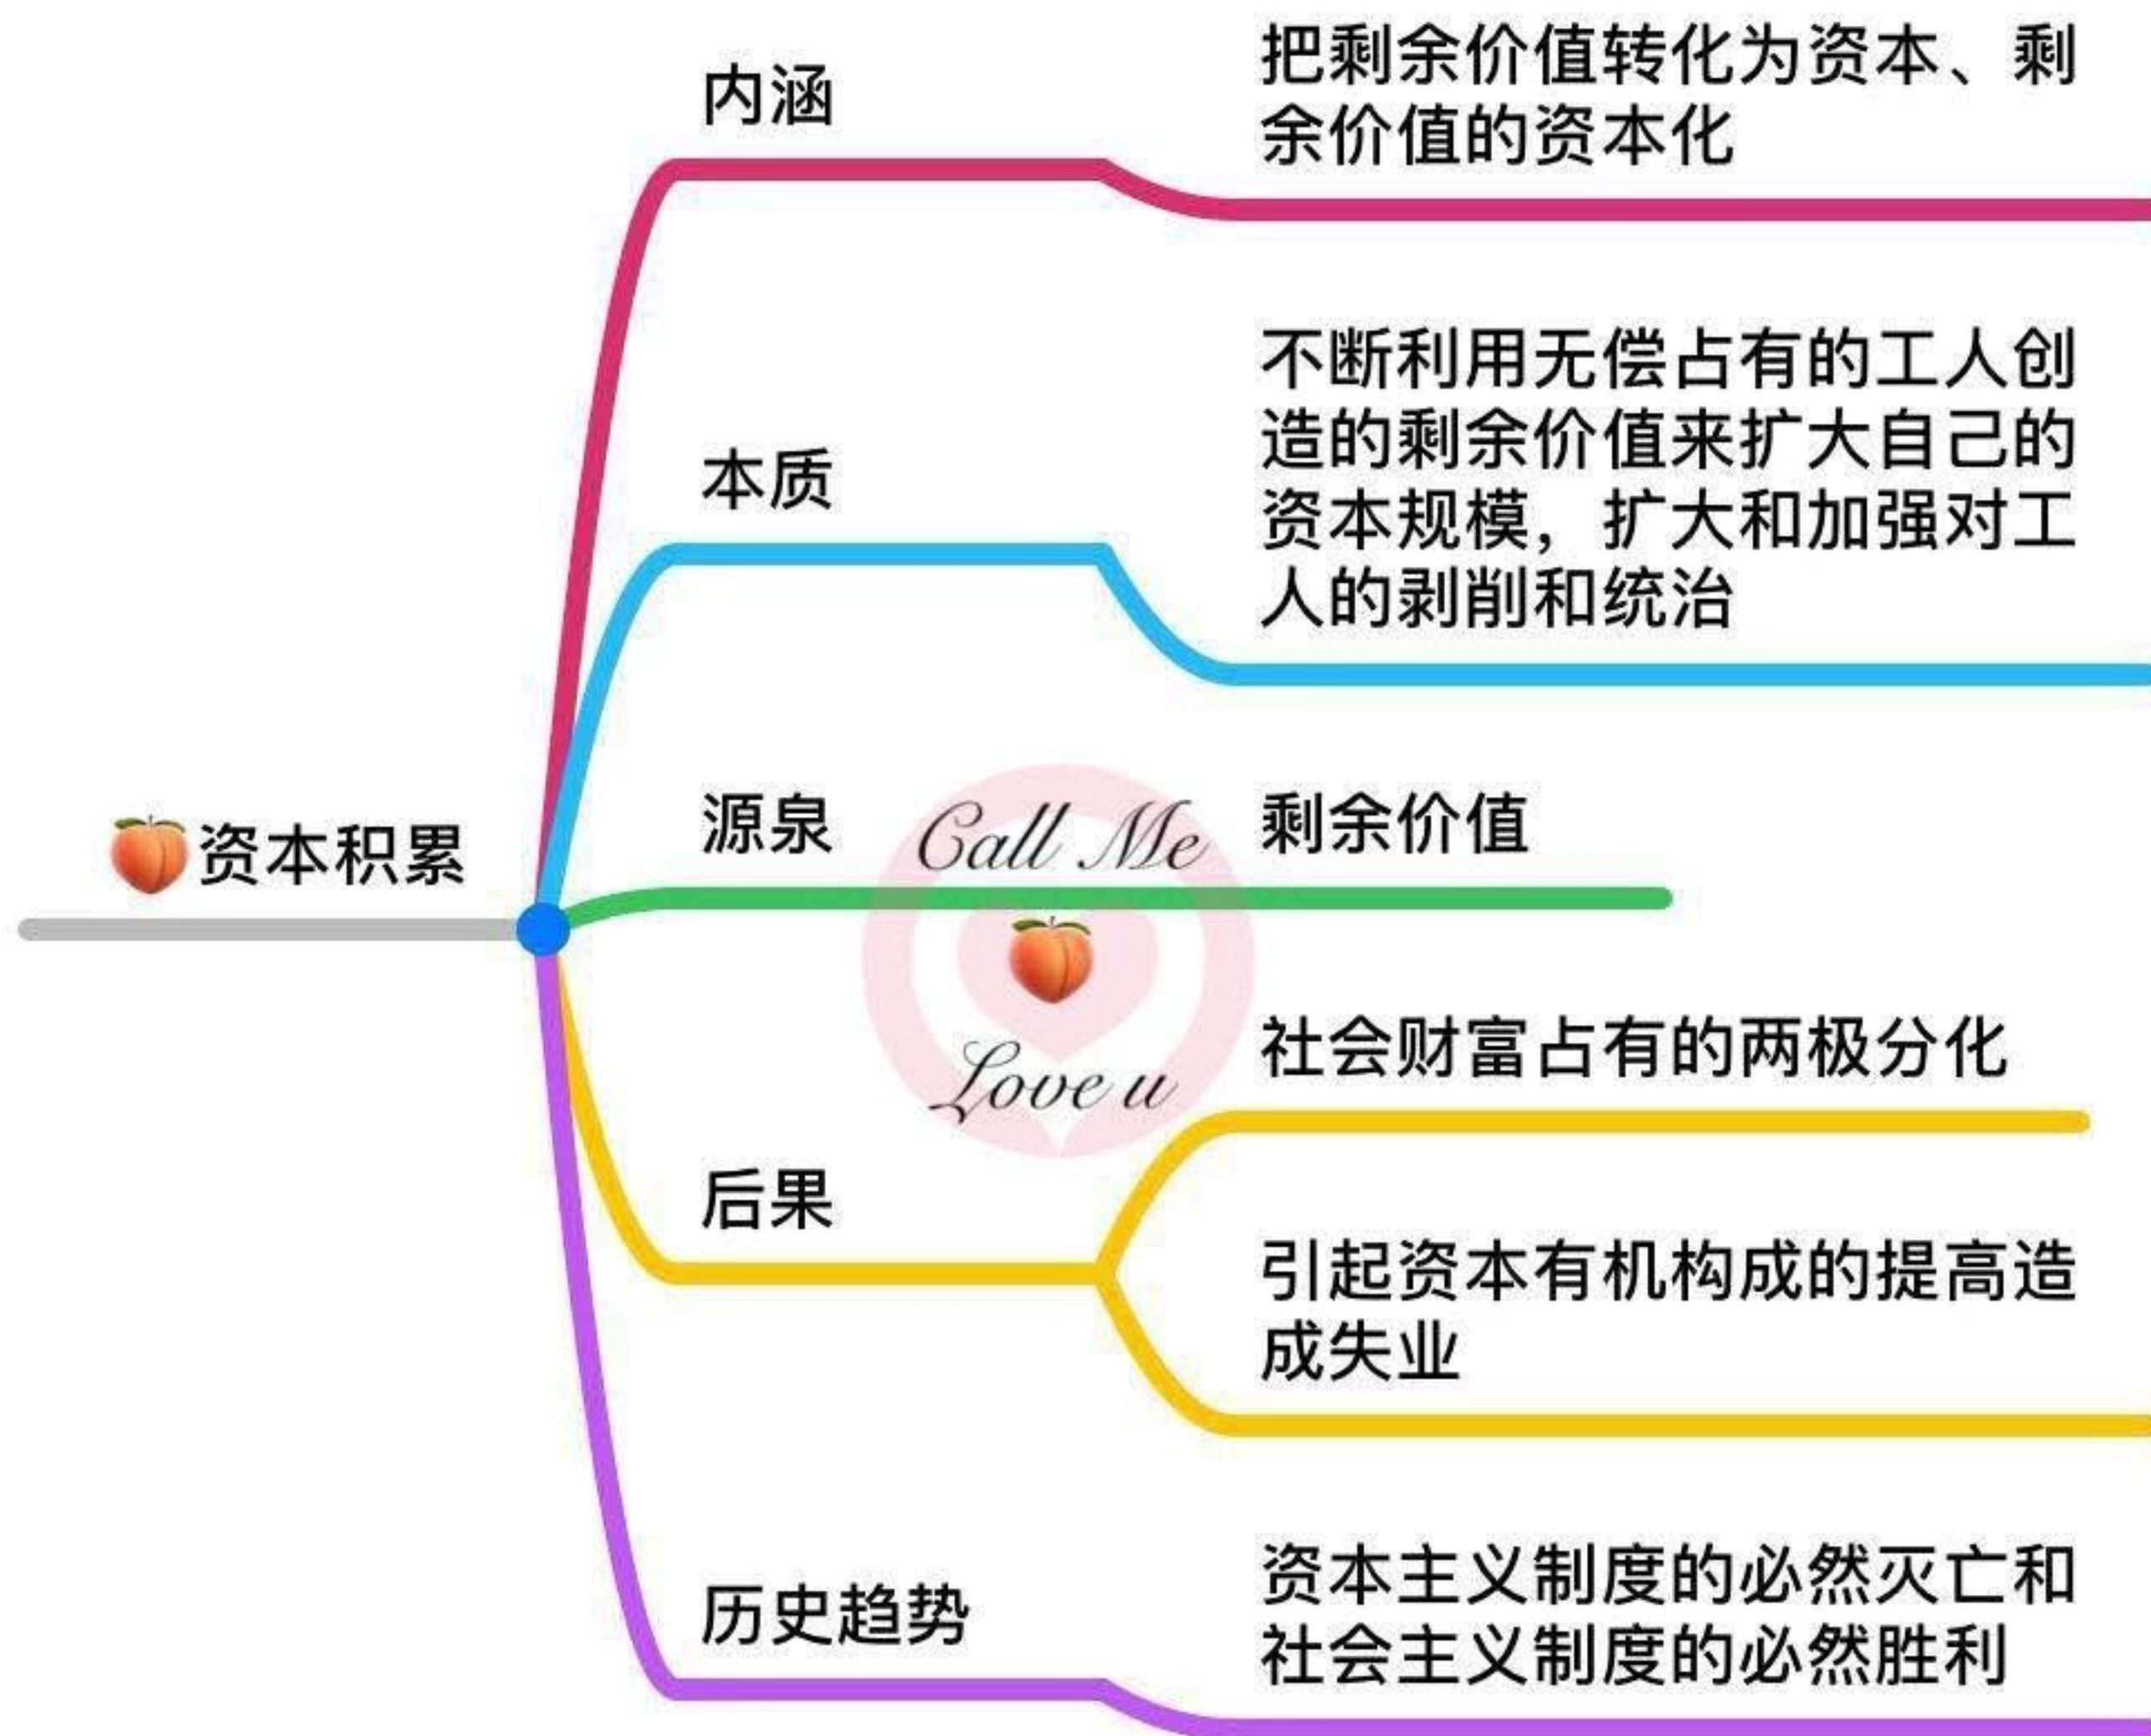 内涵
把剩余价值转化为资本、剩
余价值的资本化
本质
不断利用无偿占有的工人创
造的剩余价值来扩大自己的
资本规模，扩大和加强对工
人的剥削和统治
🍑资本积累
源泉
剩余价值
Call Me
🍑
Love u
后果
社会财富占有的两极分化
引起资本有机构成的提高造
成失业
历史趋势
资本主义制度的必然灭亡和
社会主义制度的必然胜利